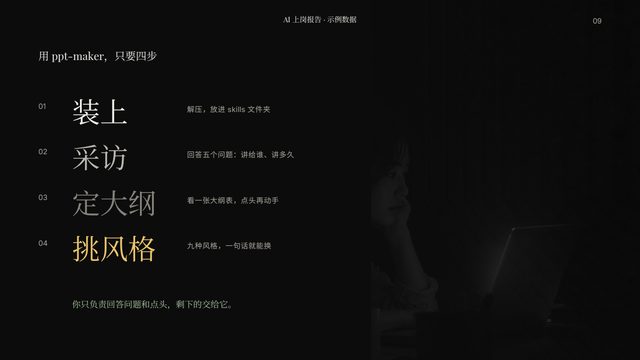 AI 上岗报告 · 示例数据
09
用 ppt-maker，只要四步
01 装上 解压，放进 skills 文件夹
02 采访 回答五个问题：讲给谁、讲多久
03 定大纲 看一张大纲表，点头再动手
04 挑风格 九种风格，一句话就能换
你只负责回答问题和点头，剩下的交给它。